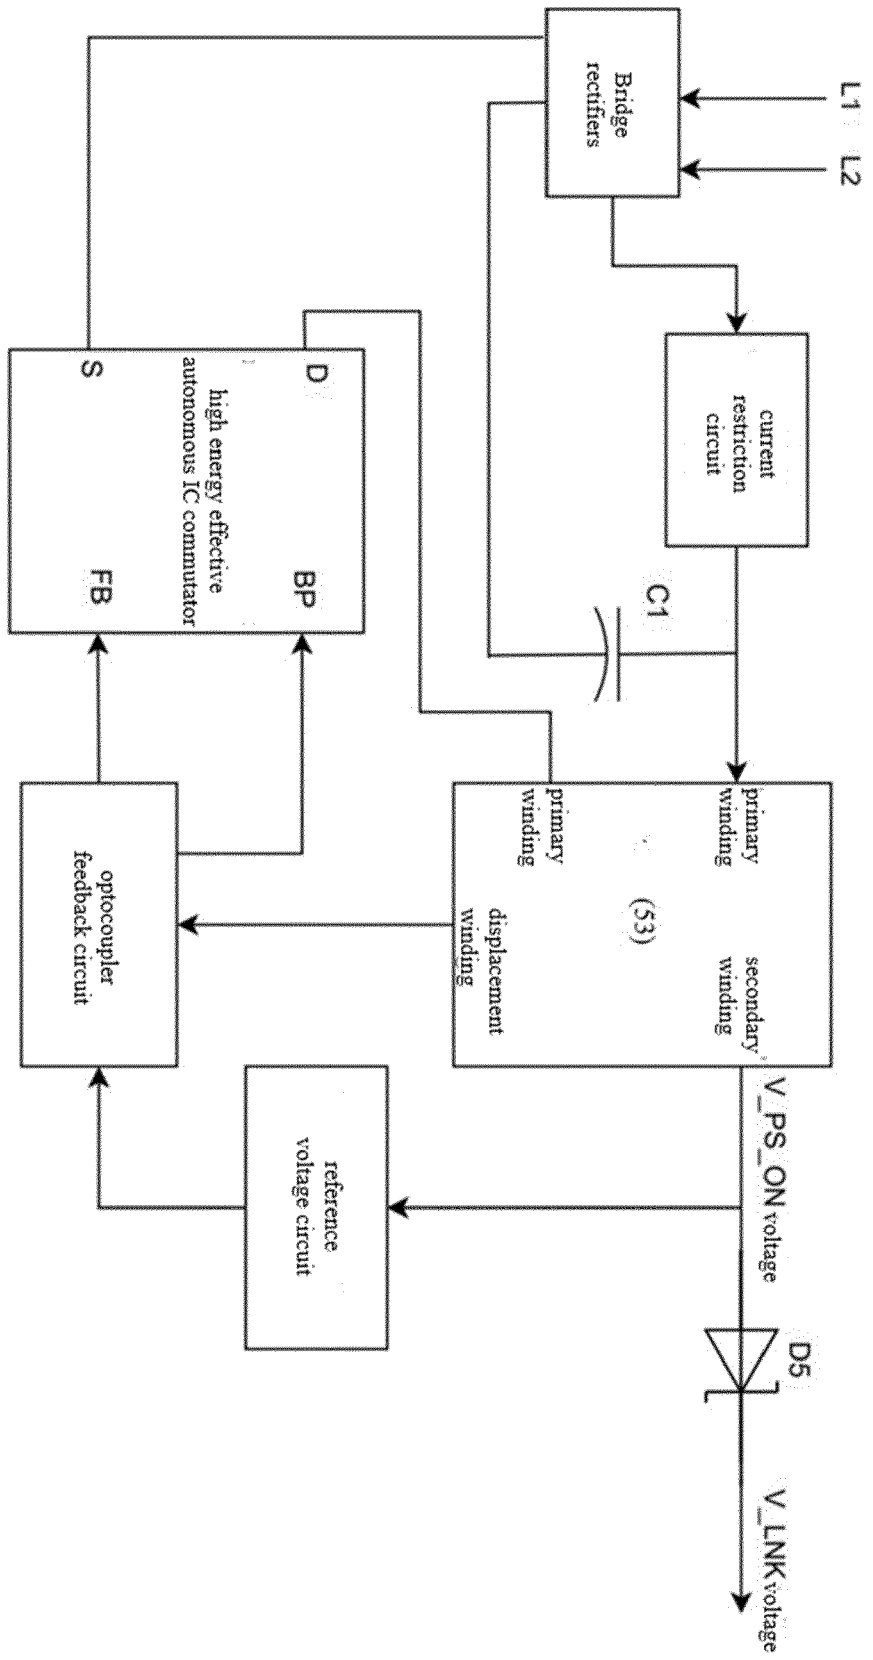 L1
L2
Bridge
rectifiers
current
restriction
circuit
C1
primary
winding
secondary
winding
(53)
primary
winding
displacement
winding
V_PS_ON voltage
D5
V_LNK voltage
D
S
high energy effective
autonomous IC commutator
BP
FB
optocoupler
feedback circuit
reference
voltage circuit